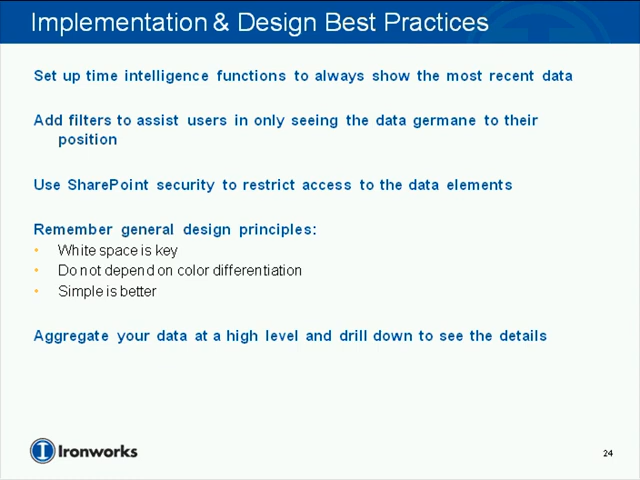 Implementation & Design Best Practices
Set up time intelligence functions to always show the most recent data
Add filters to assist users in only seeing the data germane to their
position
Use SharePoint security to restrict access to the data elements
Remember general design principles:
• White space is key
• Do not depend on color differentiation
• Simple is better
Aggregate your data at a high level and drill down to see the details
Ironworks
24